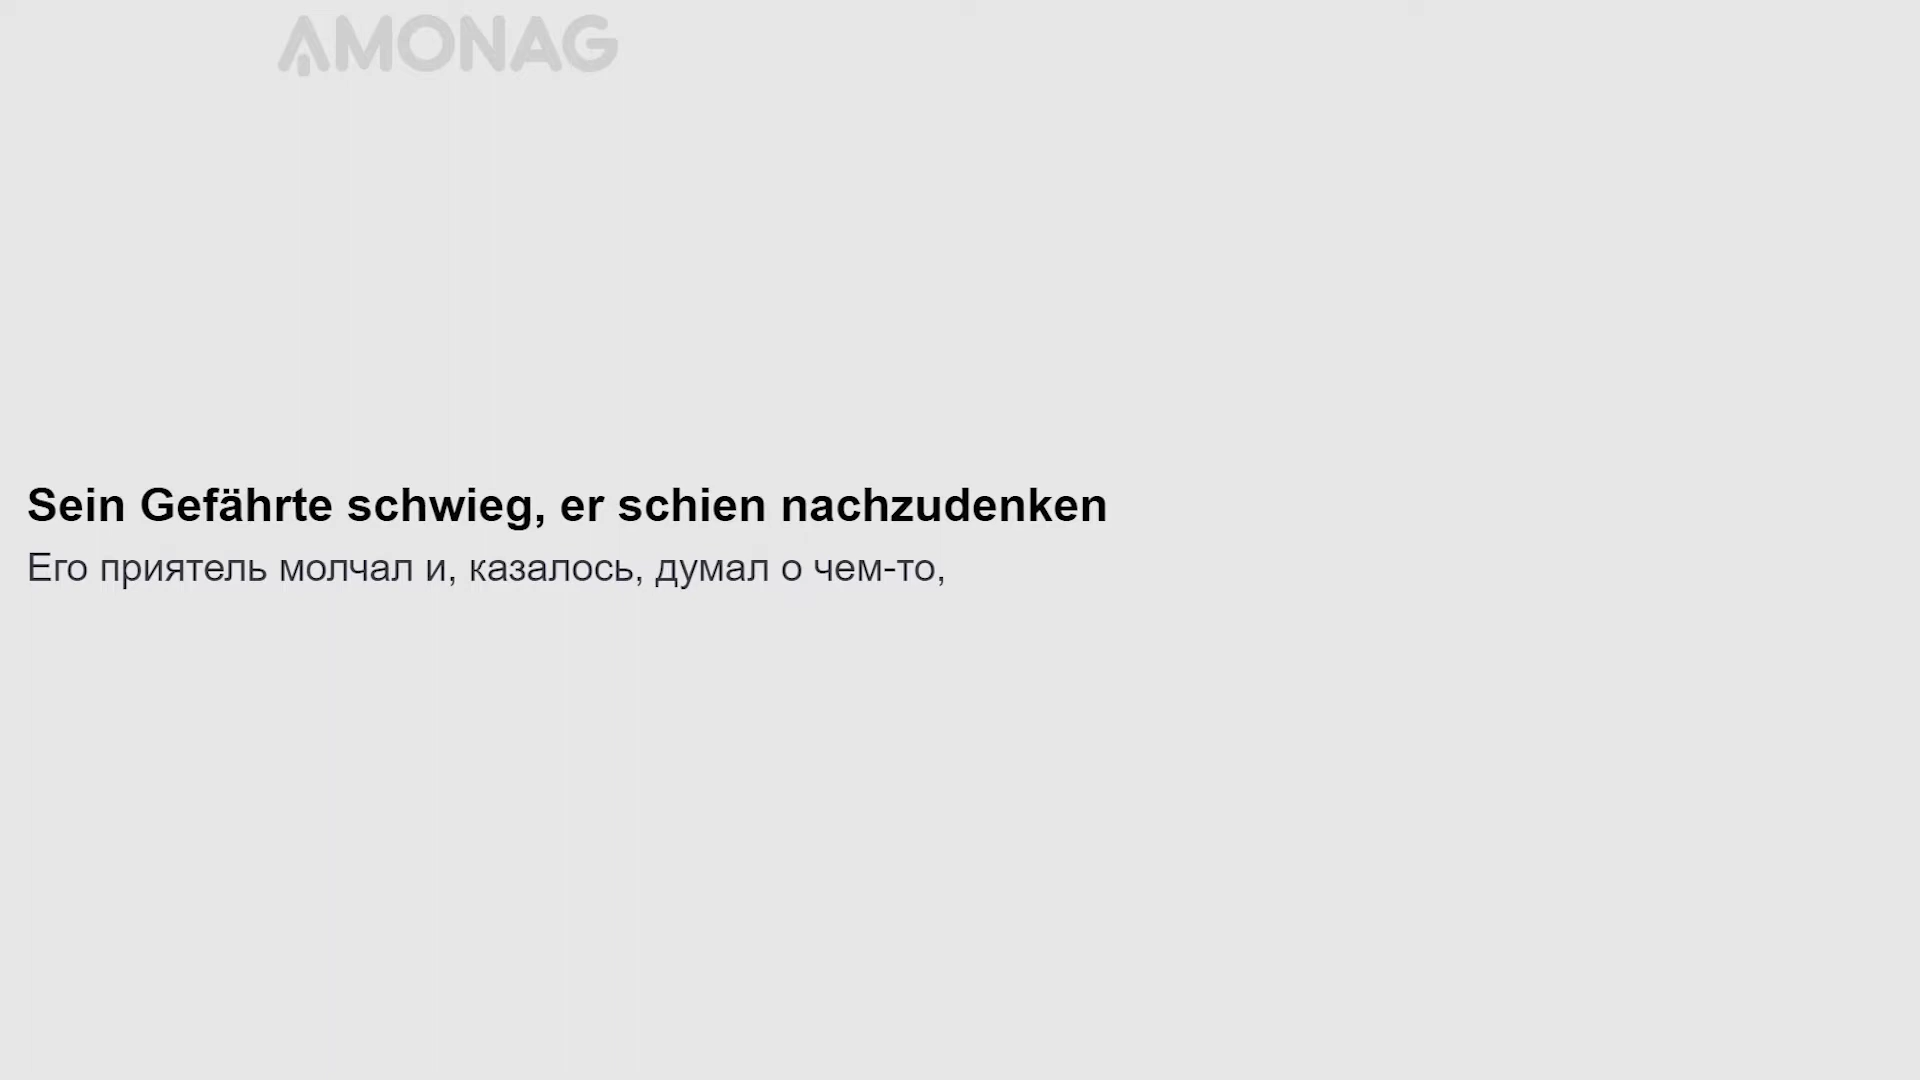 AMONAG
Sein Gefährte schwieg, er schien nachzudenken
Его приятель молчал и, казалось, думал о чем-то,